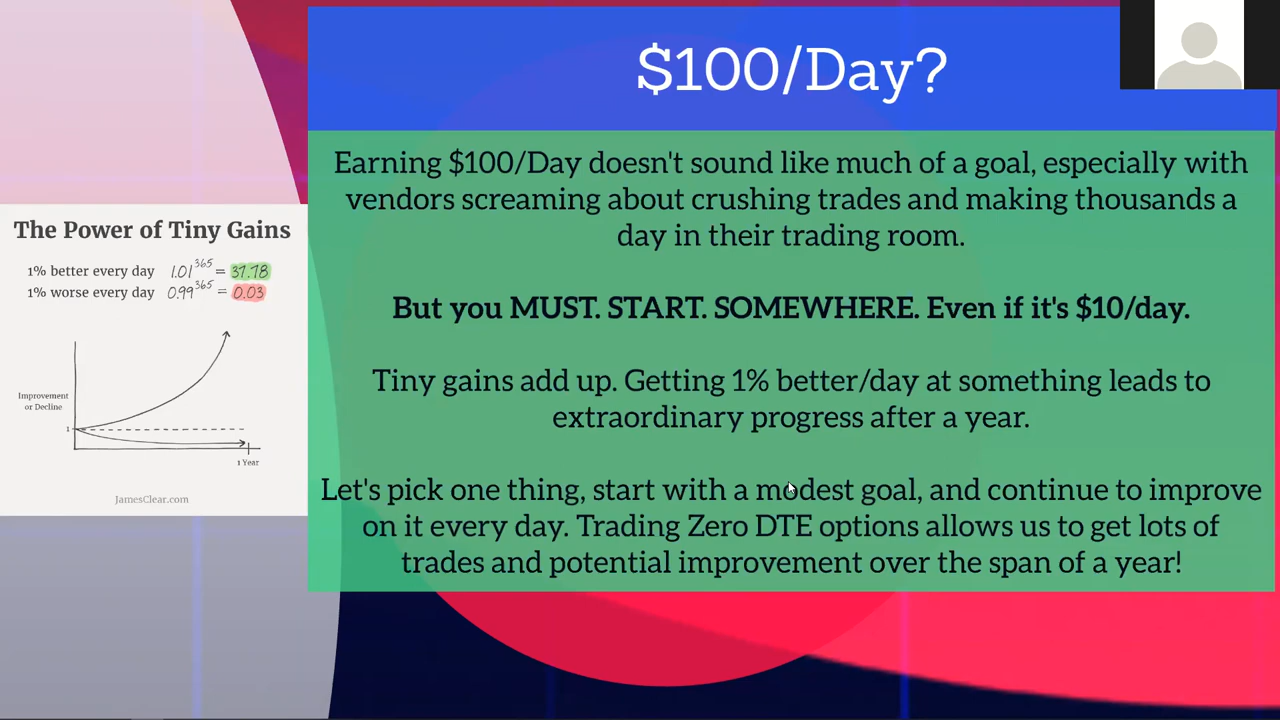 $100/Day?
Earning $100/Day doesn't sound like much of a goal, especially with
vendors screaming about crushing trades and making thousands a
day in their trading room.
But you MUST. START. SOMEWHERE. Even if it's $10/day.
Tiny gains add up. Getting 1% better/day at something leads to
extraordinary progress after a year.
Let's pick one thing, start with a modest goal, and continue to improve
on it every day. Trading Zero DTE options allows us to get lots of
trades and potential improvement over the span of a year!
The Power of Tiny Gains
1% better every day 1.01^365 = 37.78
1% worse every day 0.99^365 = 0.03
Improvement
or Decline
1
1 Year
JamesClear.com